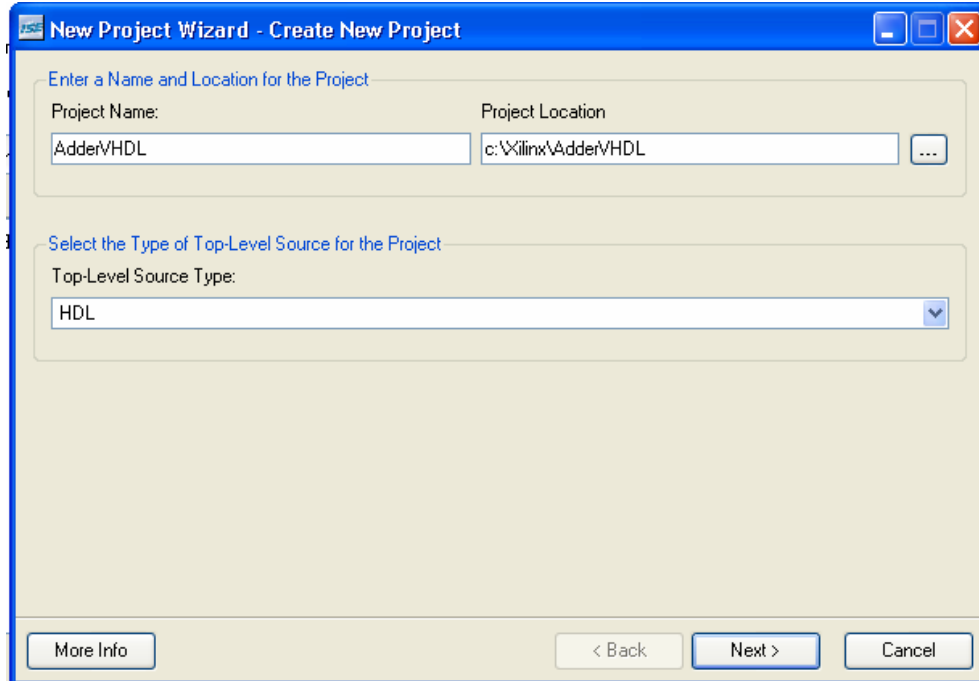 ISE New Project Wizard - Create New Project
Enter a Name and Location for the Project
Project Name: Project Location
AdderVHDL c:\Xilinx\AdderVHDL ...
Select the Type of Top-Level Source for the Project
Top-Level Source Type:
HDL
More Info < Back Next > Cancel